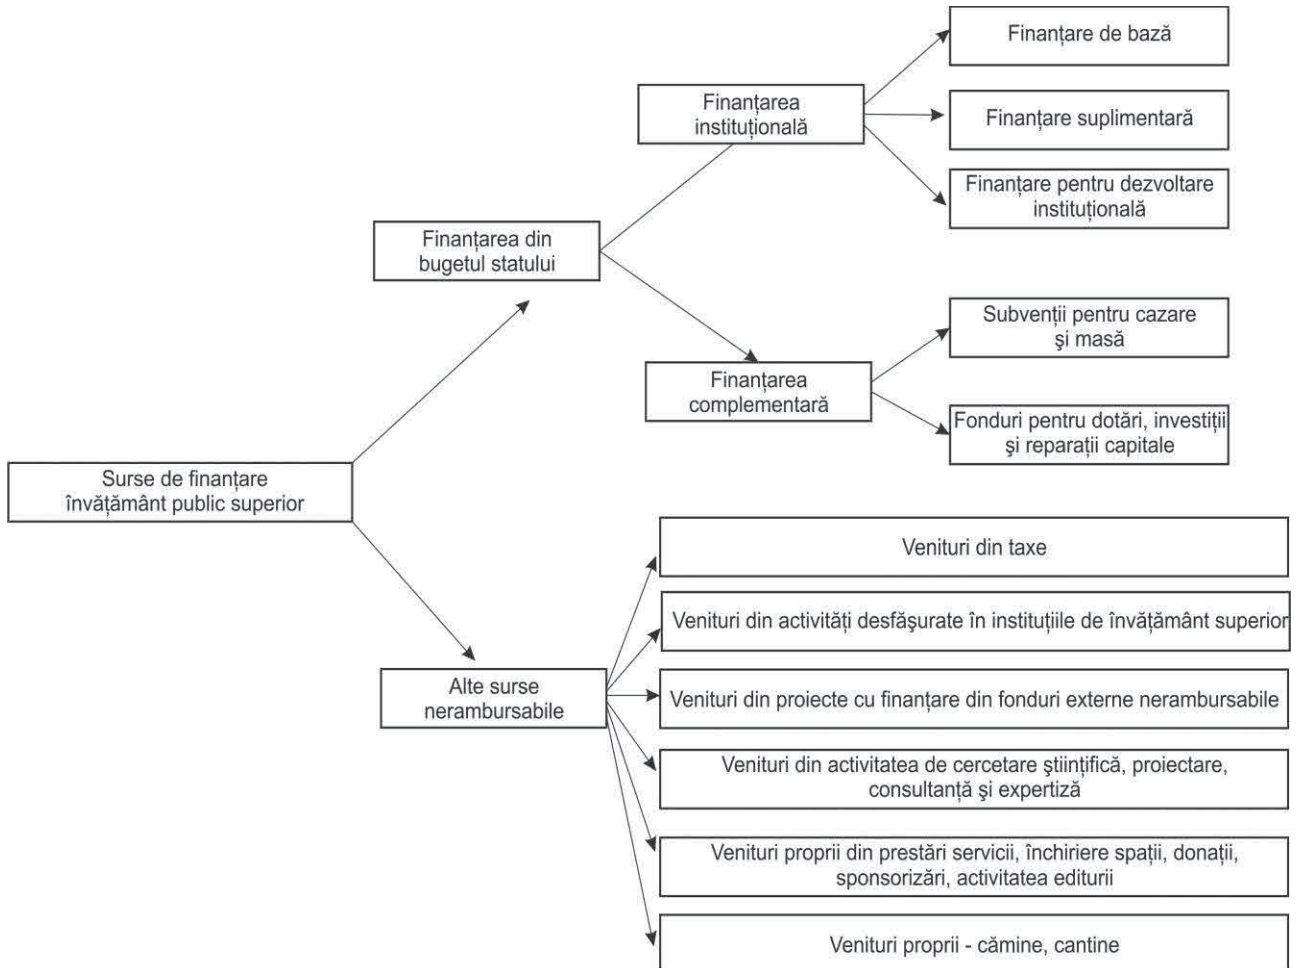 Finanțare de bază
Finanțarea
instituțională
Finanțare suplimentară
Finanțare pentru dezvoltare
instituțională
Finanțarea din
bugetul statului
Subvenții pentru cazare
şi masă
Finanțarea
complementară
Fonduri pentru dotări, investiții
şi reparații capitale
Surse de finanțare
învățământ public superior
Venituri din taxe
Venituri din activități desfăşurate în instituțiile de învățământ superior
Alte surse
nerambursabile
Venituri din proiecte cu finanțare din fonduri externe nerambursabile
Venituri din activitatea de cercetare ştiințifică, proiectare,
consultanță şi expertiză
Venituri proprii din prestări servicii, închiriere spații, donații,
sponsorizări, activitatea editurii
Venituri proprii - cămine, cantine